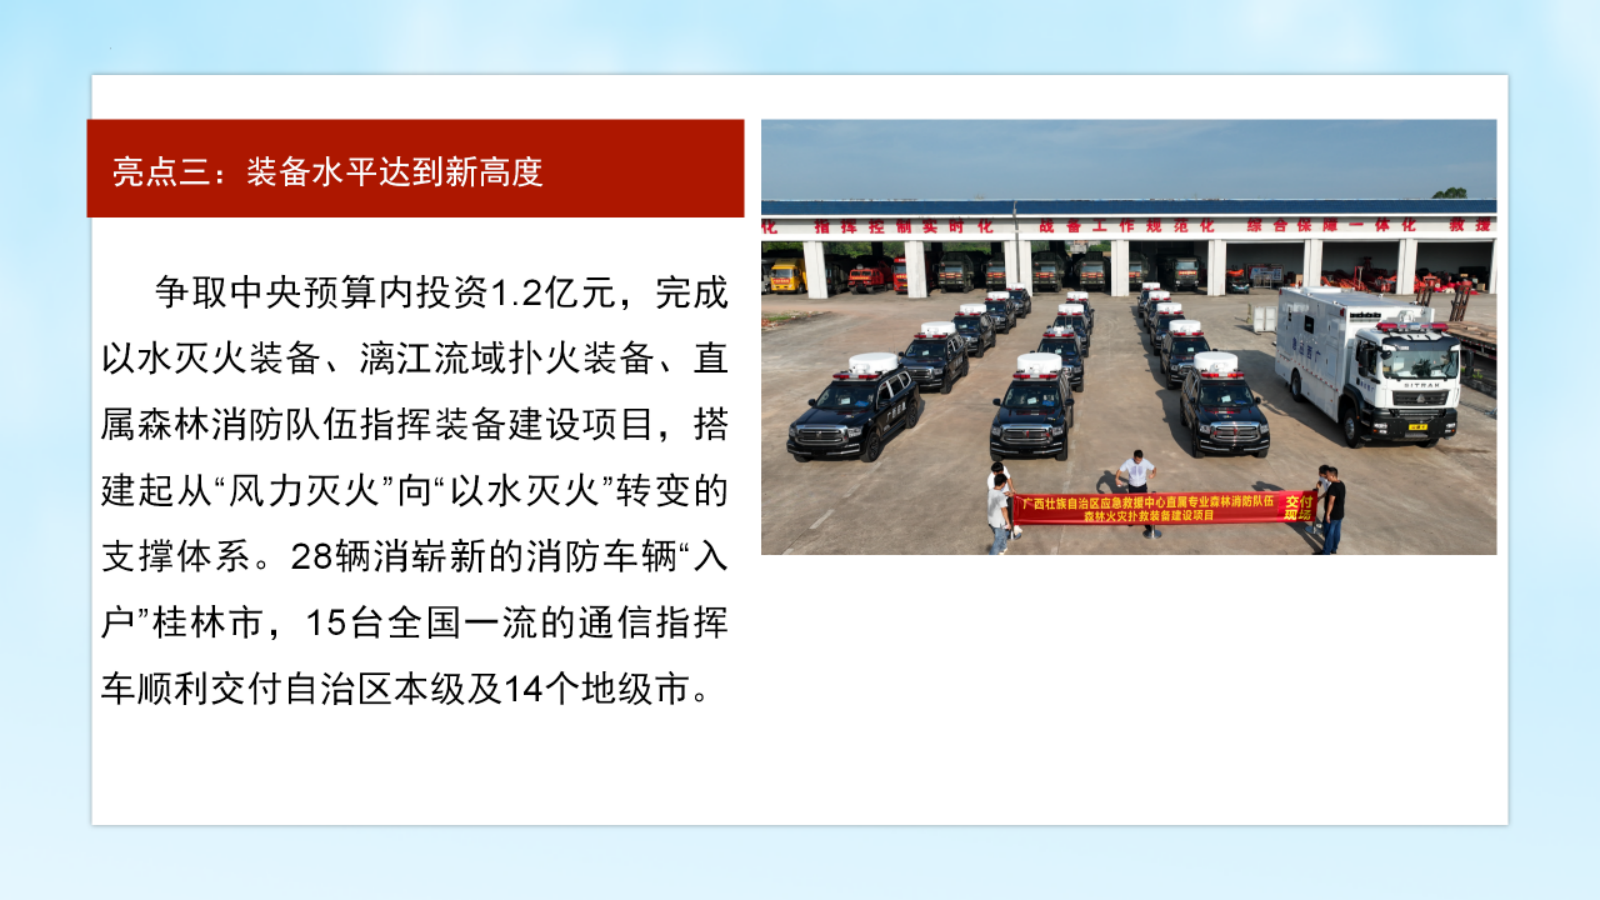 亮点三：装备水平达到新高度
争取中央预算内投资1.2亿元，完成
以水灭火装备、漓江流域扑火装备、直
属森林消防队伍指挥装备建设项目，搭
建起从“风力灭火”向“以水灭火”转变的
支撑体系。28辆消崭新的消防车辆“入
户”桂林市，15台全国一流的通信指挥
车顺利交付自治区本级及14个地级市。
化 指挥控制实时化 战备工作规范化 综合保障一体化 救援
SITRAK
广西壮族自治区应急救援中心直属专业森林消防队伍
森林火灾扑救装备建设项目
交付
现场